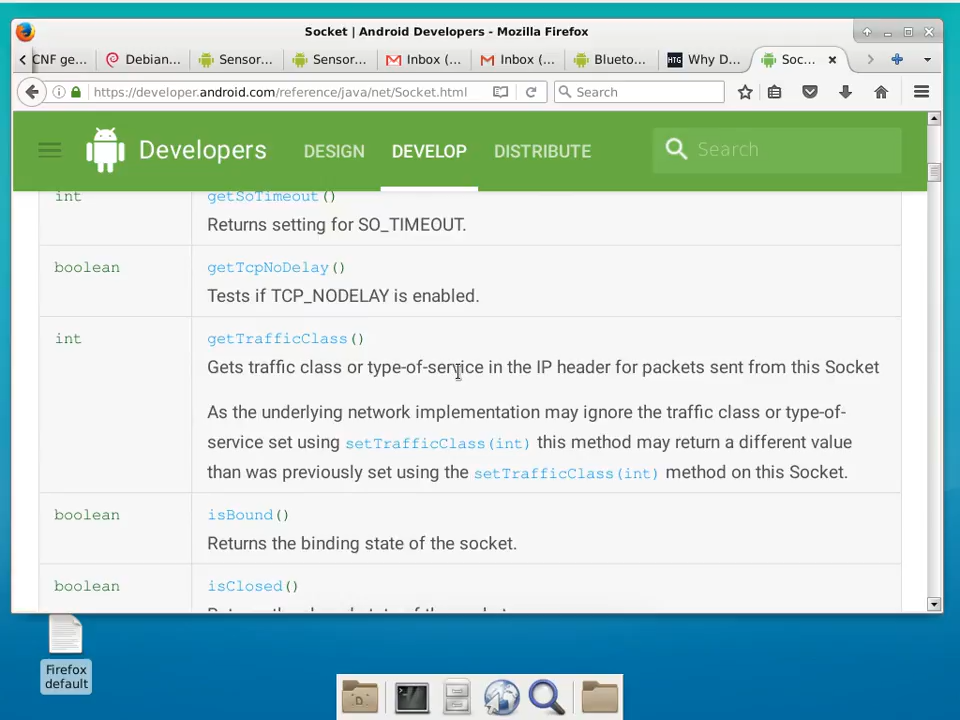 Socket | Android Developers - Mozilla Firefox
CNF ge...
Debian...
Sensor...
Sensor...
Inbox (...
Inbox (...
Blueto...
HTG Why D...
Soc...
https://developer.android.com/reference/java/net/Socket.html
Search
Developers
DESIGN
DEVELOP
DISTRIBUTE
Search
int getSoTimeout()
Returns setting for SO_TIMEOUT.
boolean getTcpNoDelay()
Tests if TCP_NODELAY is enabled.
int getTrafficClass()
Gets traffic class or type-of-service in the IP header for packets sent from this Socket
As the underlying network implementation may ignore the traffic class or type-of-
service set using setTrafficClass(int) this method may return a different value
than was previously set using the setTrafficClass(int) method on this Socket.
boolean isBound()
Returns the binding state of the socket.
boolean isClosed()
Firefox
default